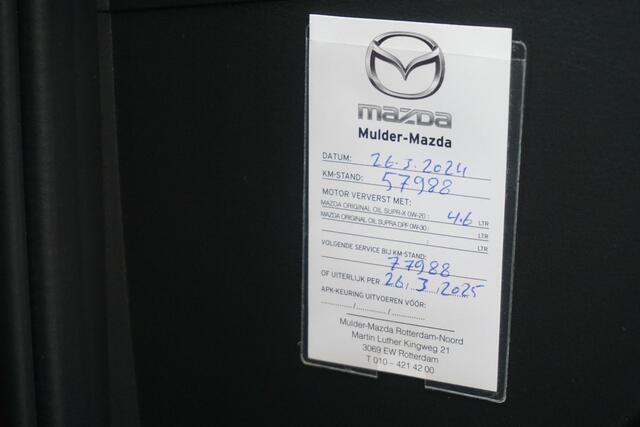 mazda
Mulder-Mazda
DATUM: 26.3.2024
KM-STAND: 57988
MOTOR VERVERST MET:
MAZDA ORIGINAL OIL SUPR-X 0W-20 : 4.6 LTR
MAZDA ORIGINAL OIL SUPRA DPF 0W-30 : LTR
: LTR
VOLGENDE SERVICE BIJ KM-STAND:
77988
OF UITERLIJK PER 26/3/2025
APK-KEURING UITVOEREN VÓÓR:
............/............/............
Mulder-Mazda Rotterdam-Noord
Martin Luther Kingweg 21
3069 EW Rotterdam
T 010 – 421 42 00